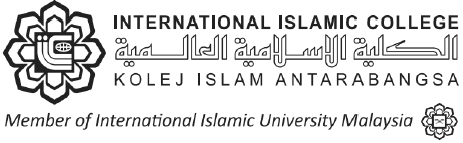 INTERNATIONAL ISLAMIC COLLEGE
الكلية الإسلامية العالمية
KOLEJ ISLAM ANTARABANGSA
Member of International Islamic University Malaysia